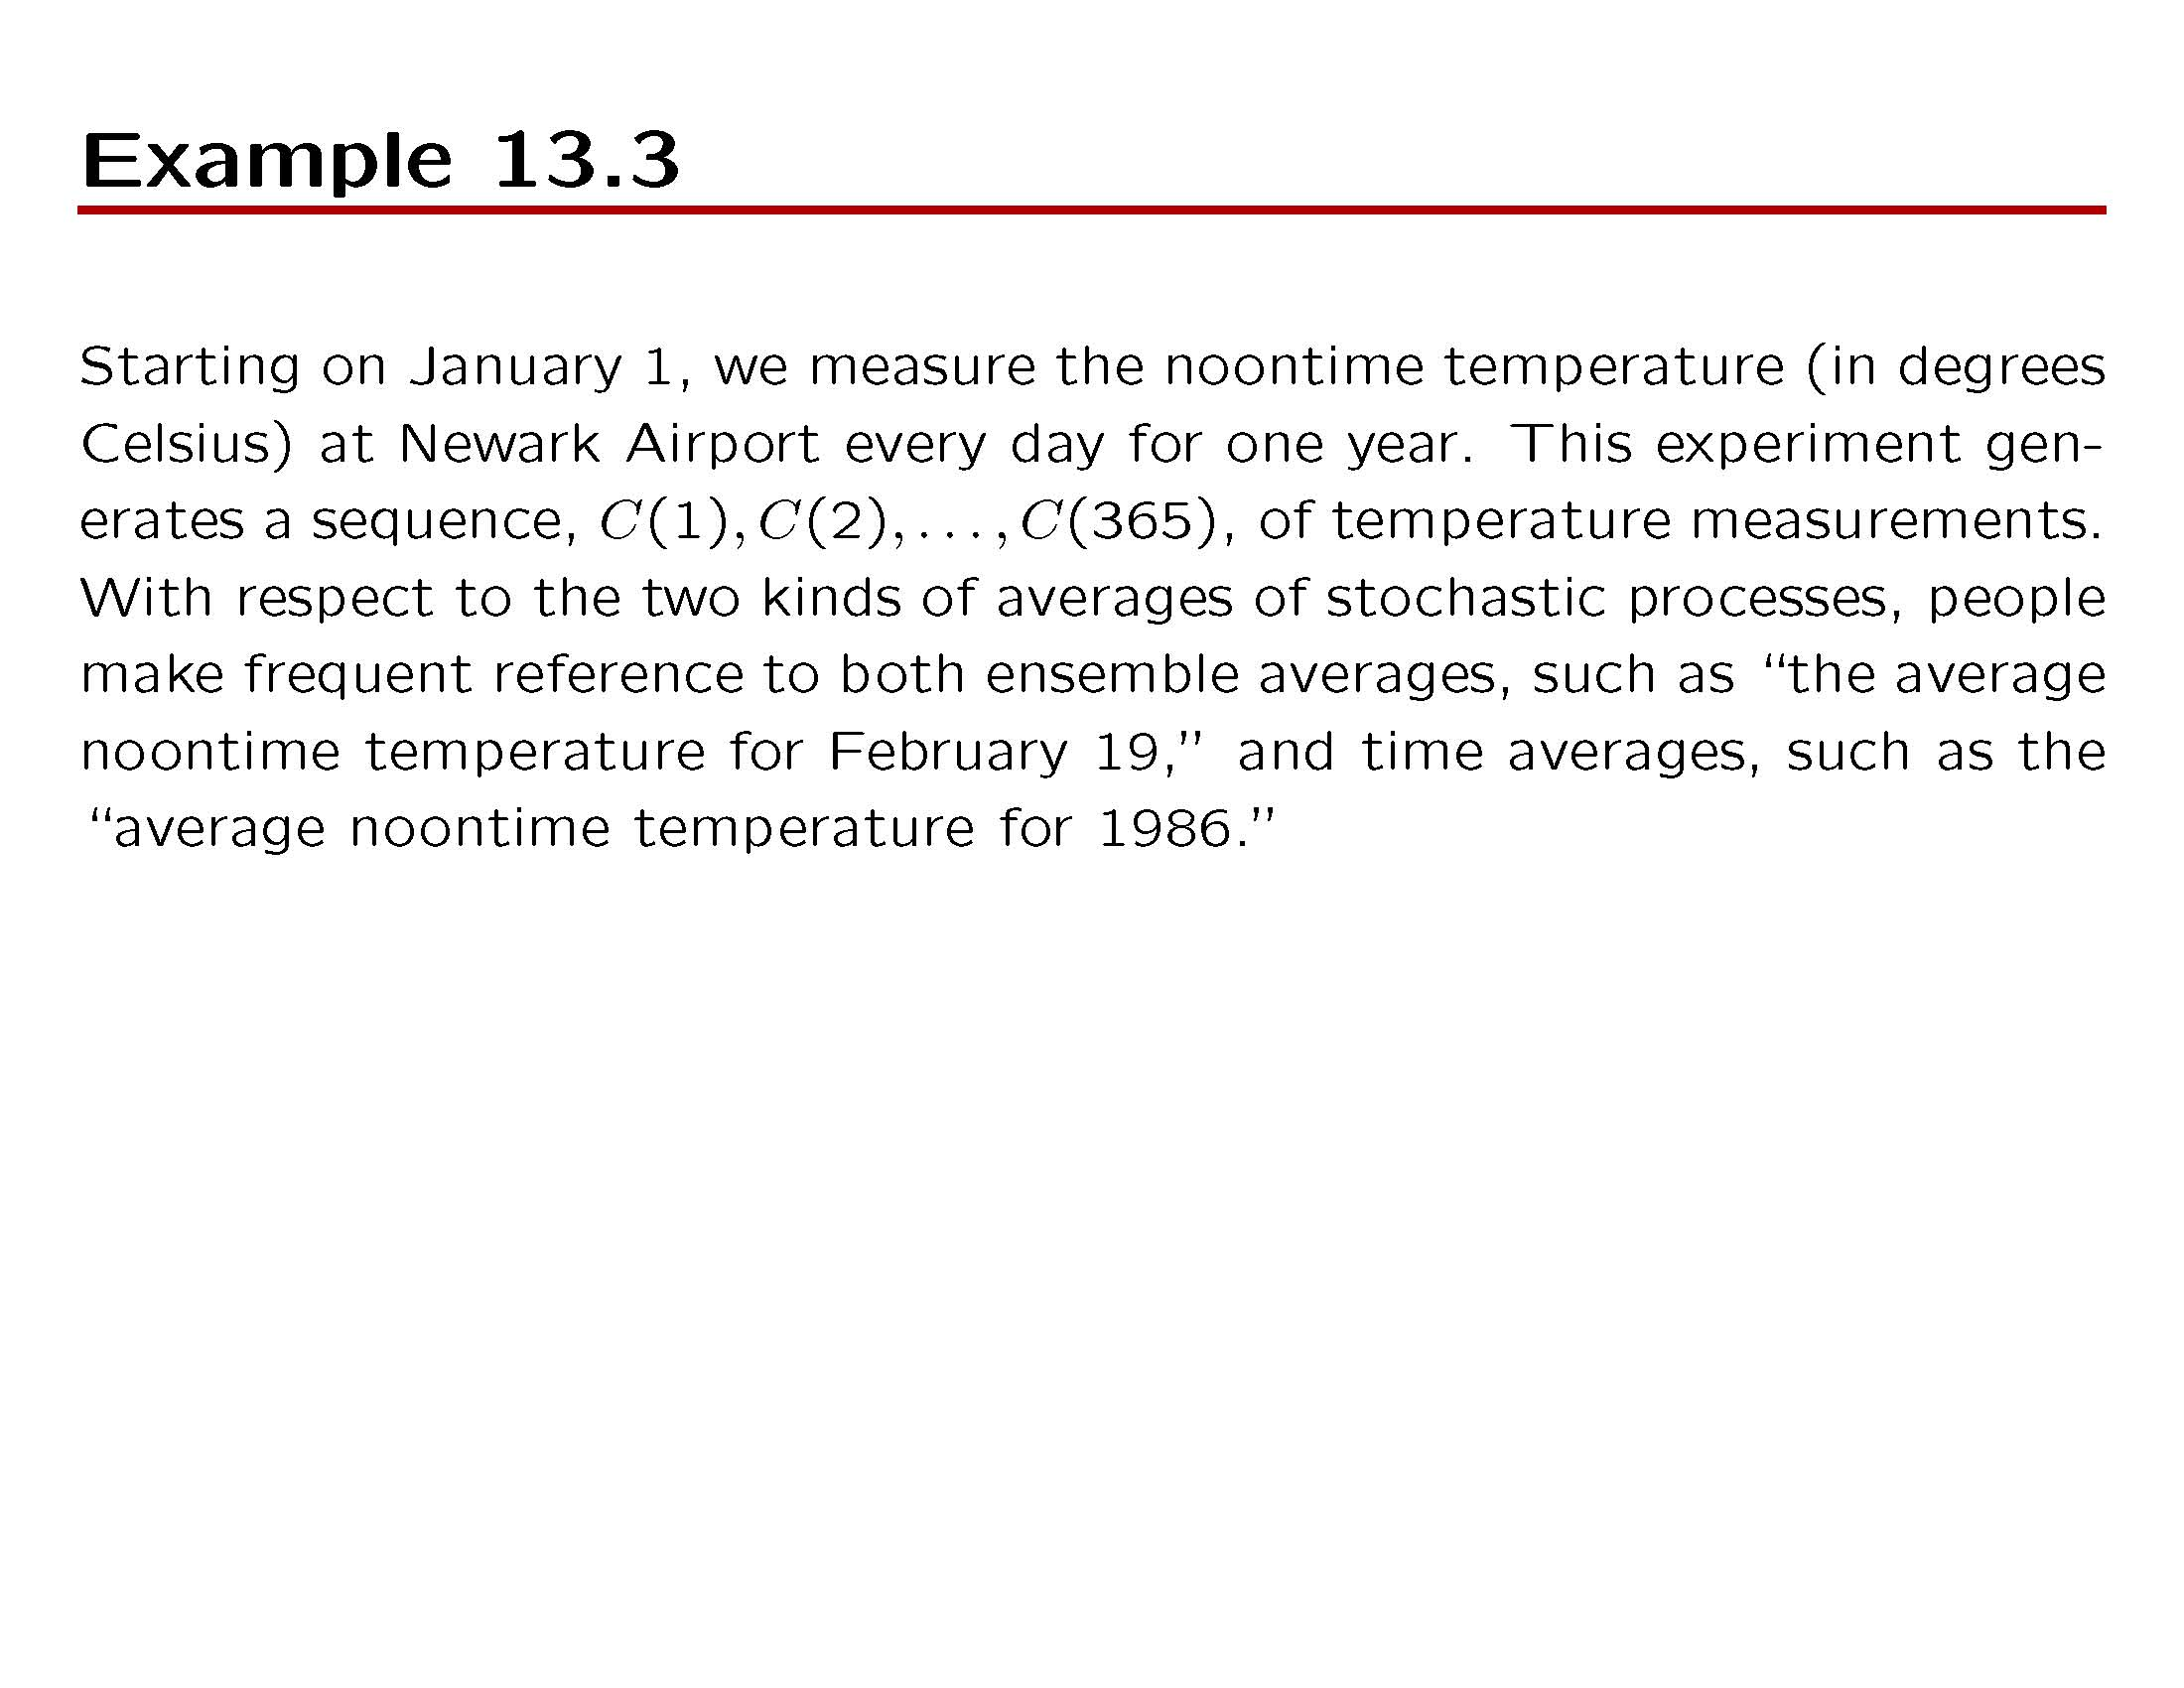 Example 13.3
Starting on January 1, we measure the noontime temperature (in degrees
Celsius) at Newark Airport every day for one year. This experiment gen-
erates a sequence, C(1), C(2), . . . , C(365), of temperature measurements.
With respect to the two kinds of averages of stochastic processes, people
make frequent reference to both ensemble averages, such as “the average
noontime temperature for February 19,” and time averages, such as the
“average noontime temperature for 1986.”